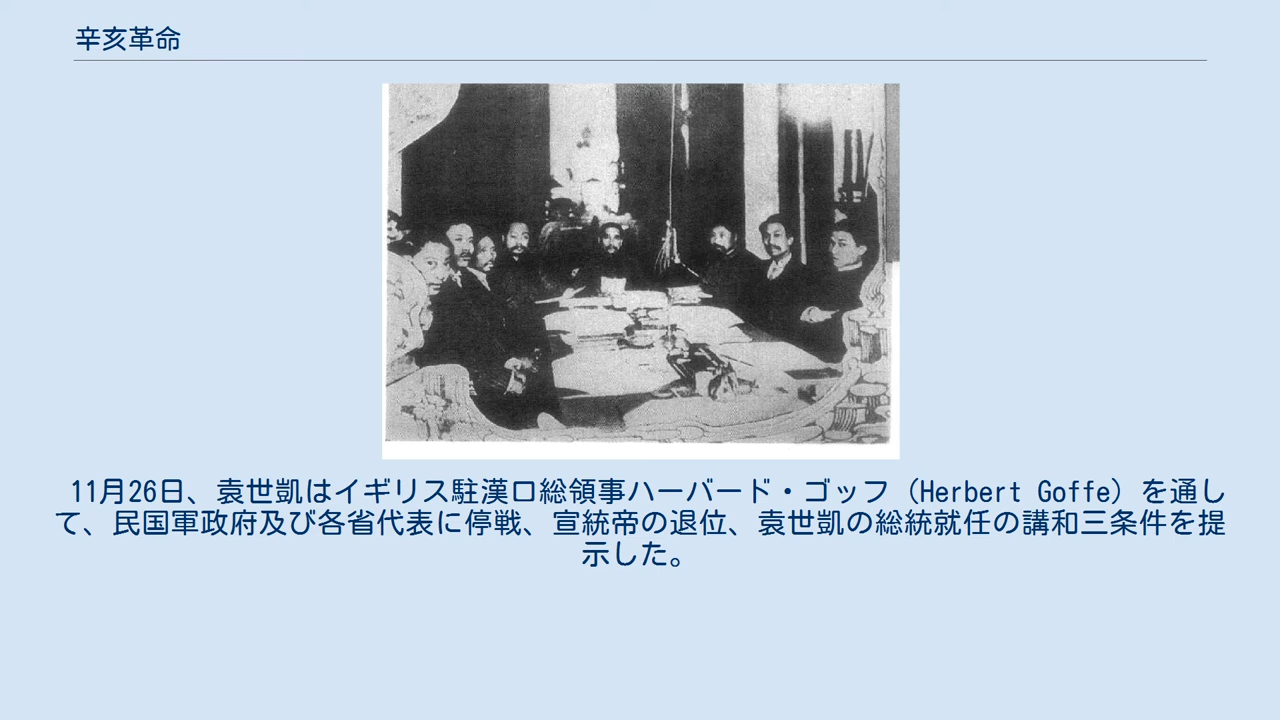 辛亥革命
11月26日、袁世凱はイギリス駐漢口総領事ハーバード・ゴッフ（Herbert Goffe）を通し
て、民国軍政府及び各省代表に停戦、宣統帝の退位、袁世凱の総統就任の講和三条件を提
示した。